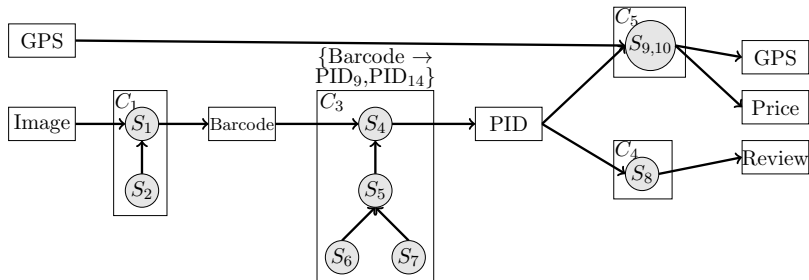 GPS
Image
C1
S1
S2
Barcode
{Barcode →
PID9,PID14}
C3
S4
S5
S6
S7
PID
C5
S9,10
C4
S8
GPS
Price
Review